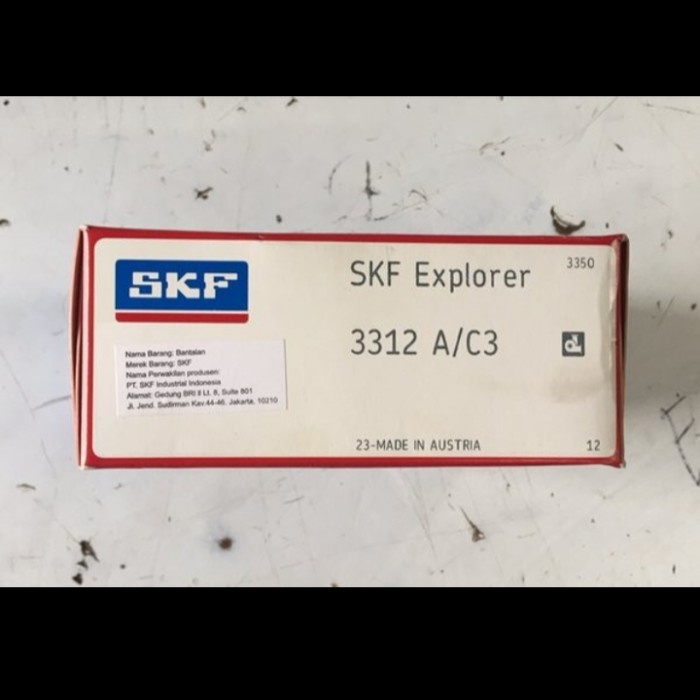 SKF
SKF Explorer
3350
3312 A/C3
Nama Barang: Bantalan
Merek Barang: SKF
Nama Perwakilan produsen:
PT. SKF Industrial Indonesia
Alamat: Gedung BRI II Lt. 8, Suite 801
Jl. Jend. Sudirman Kav.44-46. Jakarta, 10210
23-MADE IN AUSTRIA
12